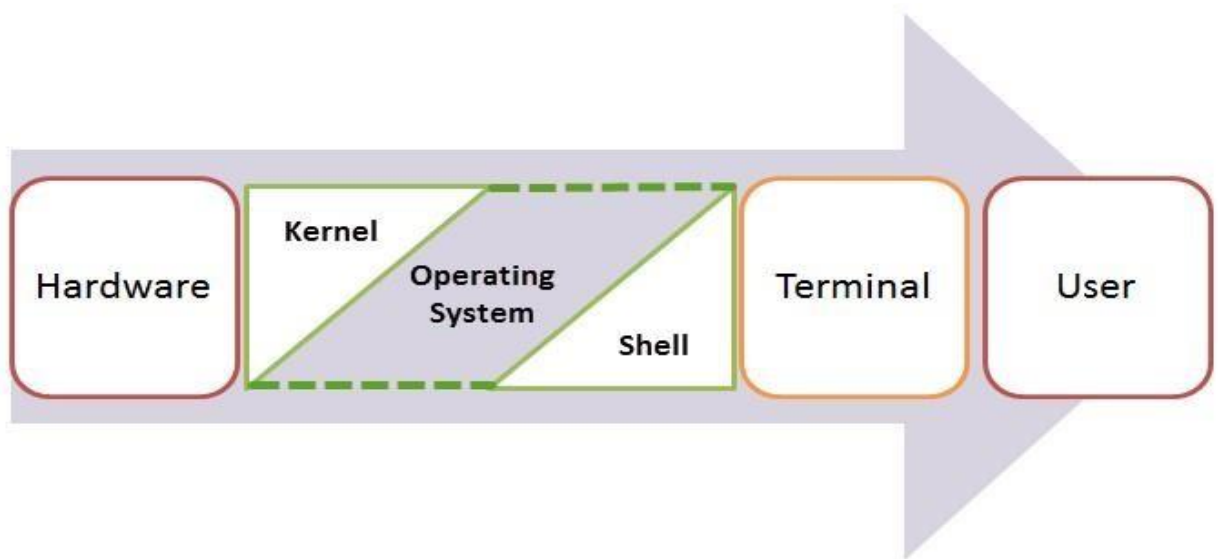 Hardware
Kernel
Operating
System
Shell
Terminal
User